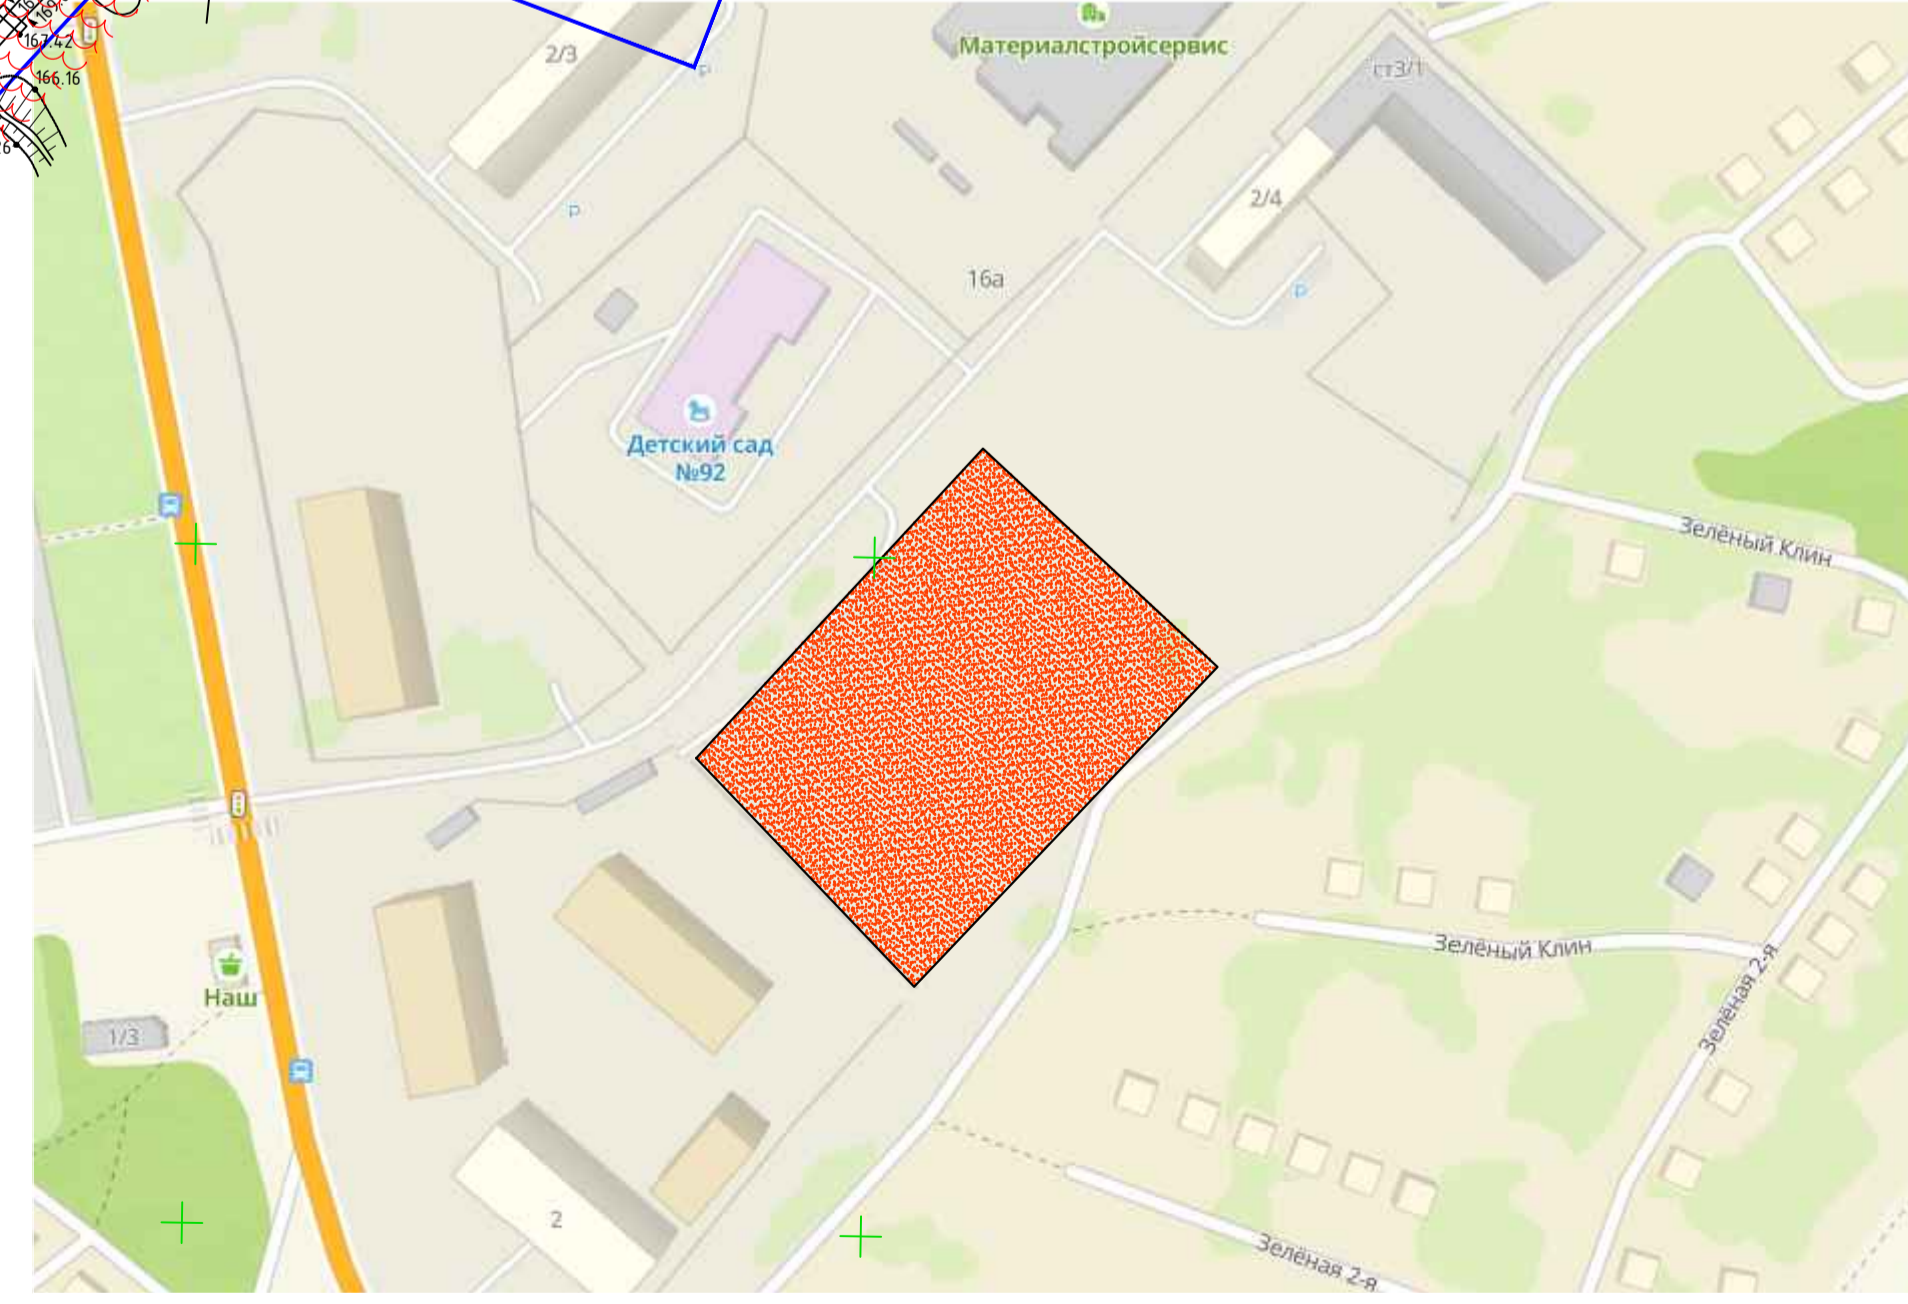 167.42
166.16
2/3
P
Материалстройсервис
ст3/1
2/4
P
16а
P
Детский сад
№92
Зелёный Клин
Зелёный Клин
Наш
1/3
Зелёная 2-я
2
Зелёная 2-я